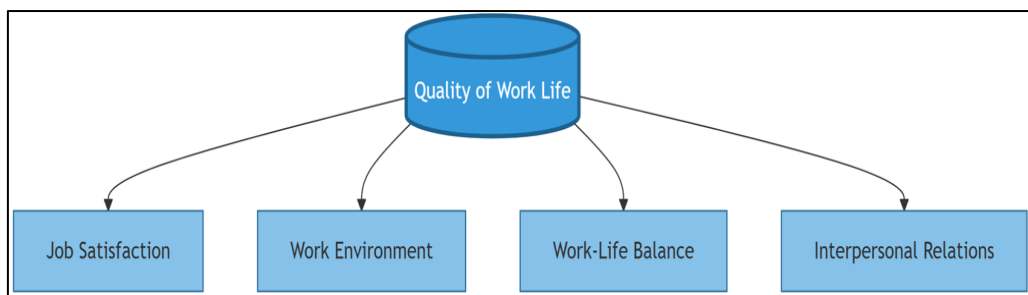 Quality of Work Life
Job Satisfaction
Work Environment
Work-Life Balance
Interpersonal Relations